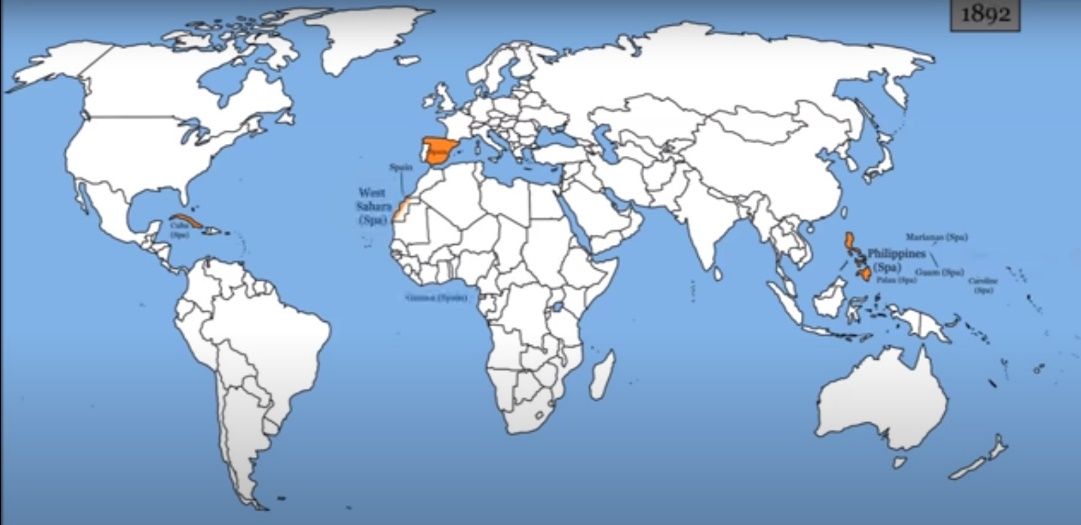 1892
Spain
Spain
West
Sahara
(Spa)
Cuba
(Spa)
Marianas (Spa)
Philippines
(Spa)
Guam (Spa)
Palau (Spa)
Caroline
(Spa)
Guinea (Spain)